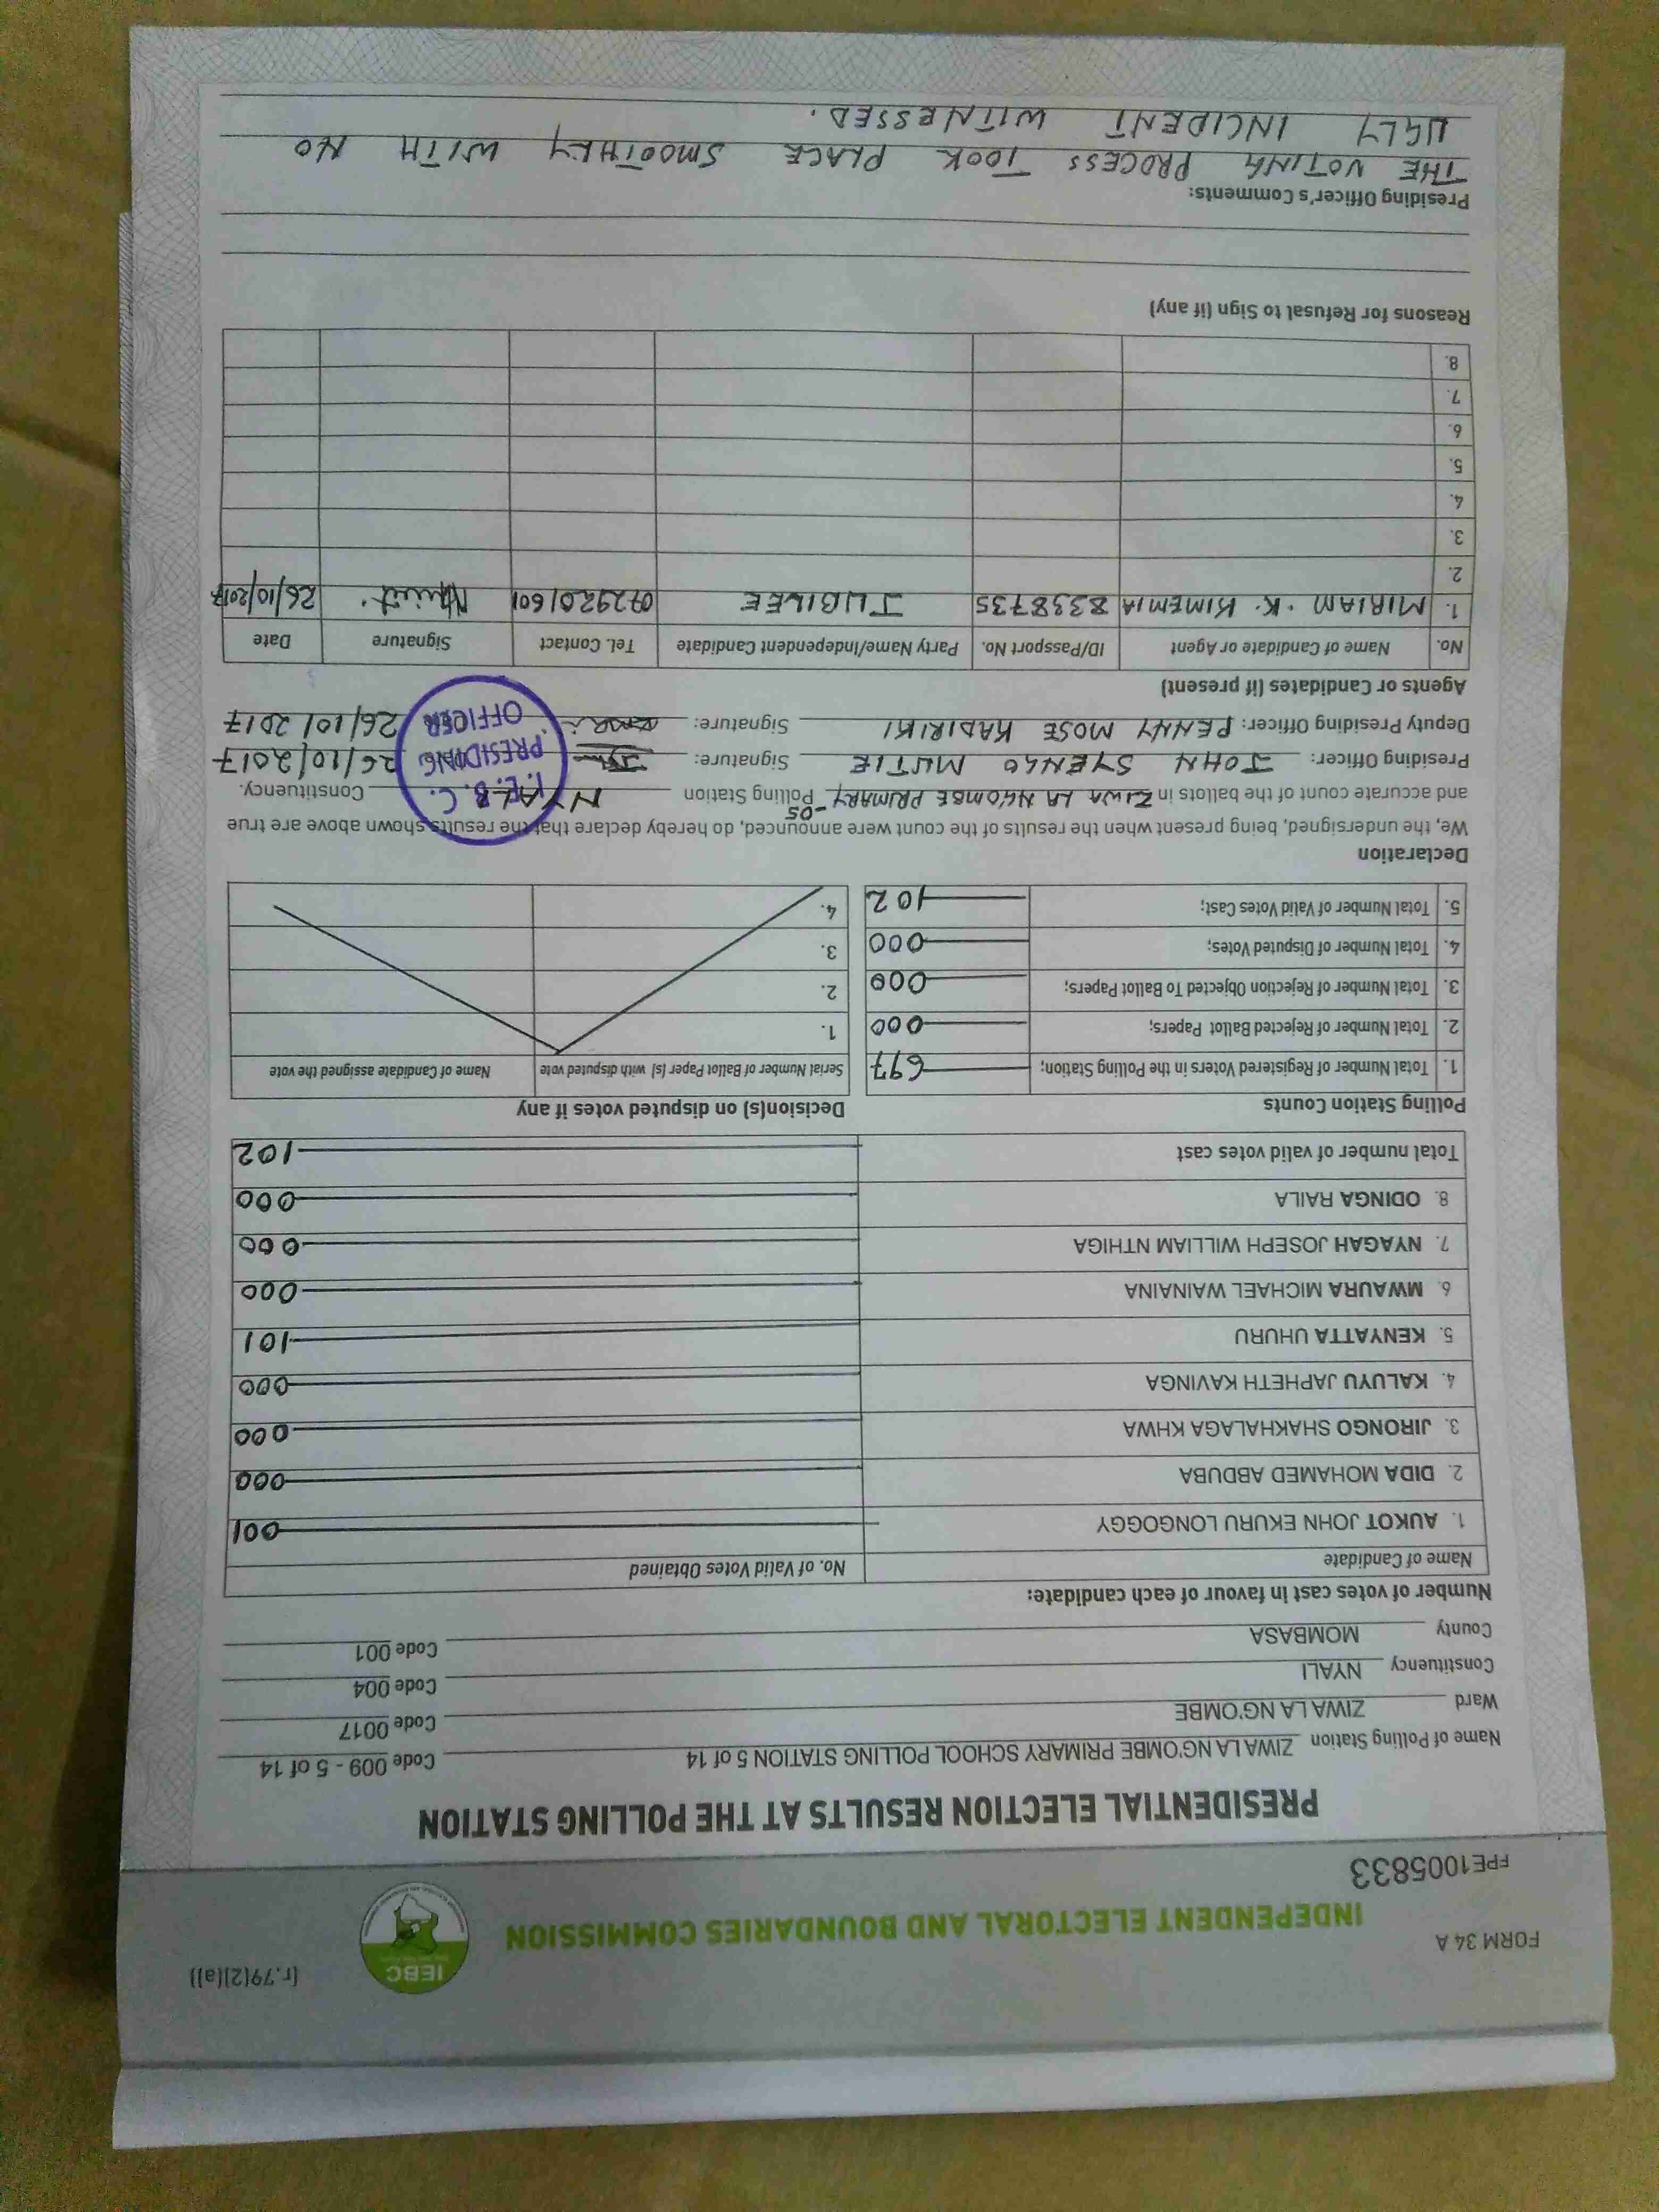 FORM 34 A
(r.79(2)(a))
INDEPENDENT ELECTORAL AND BOUNDARIES COMMISSION
IEBC
FPE1005833
PRESIDENTIAL ELECTION RESULTS AT THE POLLING STATION
Name of Polling Station ZIWA LA NG'OMBE PRIMARY SCHOOL POLLING STATION 5 of 14 Code 009 - 5 of 14
Ward ZIWA LA NG'OMBE Code 0017
Constituency NYALI Code 004
County MOMBASA Code 001
Number of votes cast in favour of each candidate:
Name of Candidate No. of Valid Votes Obtained
1. AUKOT JOHN EKURU LONGOGGY 001
2. DIDA MOHAMED ABDUBA 000
3. JIRONGO SHAKHALAGA KHWA 000
4. KALUYU JAPHETH KAVINGA 000
5. KENYATTA UHURU 101
6. MWAURA MICHAEL WAINAINA 000
7. NYAGAH JOSEPH WILLIAM NTHIGA 000
8. ODINGA RAILA 000
Total number of valid votes cast 102
Polling Station Counts Decision(s) on disputed votes if any
1. Total Number of Registered Voters in the Polling Station; 697 Serial Number of Ballot Paper (s) with disputed vote Name of Candidate assigned the vote
2. Total Number of Rejected Ballot Papers; 000 1.
3. Total Number of Rejection Objected To Ballot Papers; 000 2.
4. Total Number of Disputed Votes; 000 3.
5. Total Number of Valid Votes Cast; 102 4.
Declaration
We, the undersigned, being present when the results of the count were announced, do hereby declare that the results shown above are true
and accurate count of the ballots in ZIWA LA NGOMBE PRIMARY -05 Polling Station NYALI Constituency.
Presiding Officer: JOHN SYENGO MUTIE Signature: 26/10/2017
Deputy Presiding Officer: PENNY MOSE KADIRIKI Signature: 26/10/2017
I.E.B.C.
PRESIDING
OFFICER
Agents or Candidates (if present)
No. Name of Candidate or Agent ID/Passport No. Party Name/Independent Candidate Tel. Contact Signature Date
1. MIRIAM .K. KIMEMIA 8338735 JUBILEE 0729201601 26/10/2017
2.
3.
4.
5.
6.
7.
8.
Reasons for Refusal to Sign (if any)
Presiding Officer's Comments:
THE VOTING PROCESS TOOK PLACE SMOOTHLY WITH NO
UGLY INCIDENT WITNESSED.